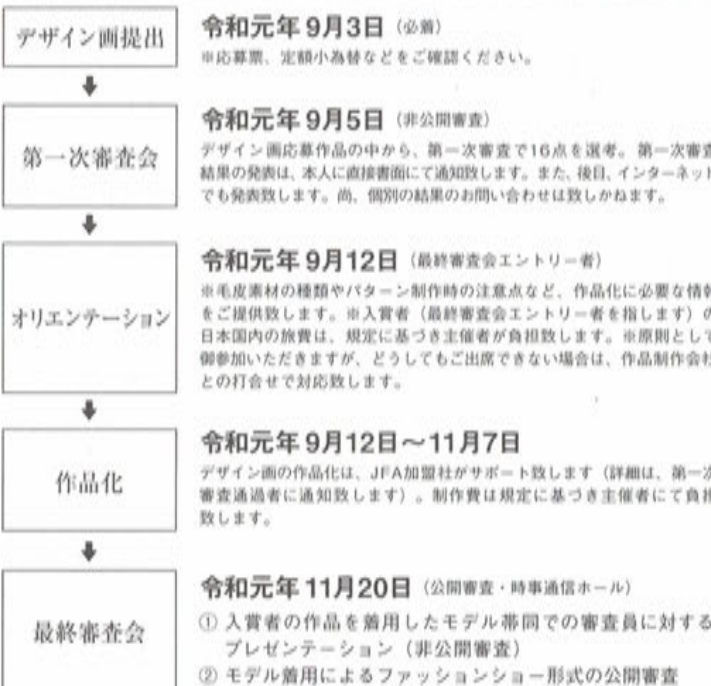 デザイン画提出
令和元年 9月3日（必着）
※応募票、定額小為替などをご確認ください。
第一次審査会
令和元年 9月5日（非公開審査）
デザイン画応募作品の中から、第一次審査で16点を選考。第一次審査
結果の発表は、本人に直接書面にて通知致します。また、後日、インターネット
でも発表致します。尚、個別の結果のお問い合わせは致しかねます。
オリエンテーション
令和元年 9月12日（最終審査会エントリー者）
※毛皮素材の種類やパターン制作時の注意点など、作品化に必要な情報
をご提供致します。※入賞者（最終審査会エントリー者を指します）の
日本国内の旅費は、規定に基づき主催者が負担致します。※原則として
御参加いただきますが、どうしてもご出席できない場合は、作品制作会社
との打合せで対応致します。
作品化
令和元年 9月12日～11月7日
デザイン画の作品化は、JFA加盟社がサポート致します（詳細は、第一次
審査通過者に通知致します）。制作費は規定に基づき主催者にて負担
致します。
最終審査会
令和元年 11月20日（公開審査・時事通信ホール）
① 入賞者の作品を着用したモデル帯同での審査員に対する
プレゼンテーション（非公開審査）
② モデル着用によるファッションショー形式の公開審査